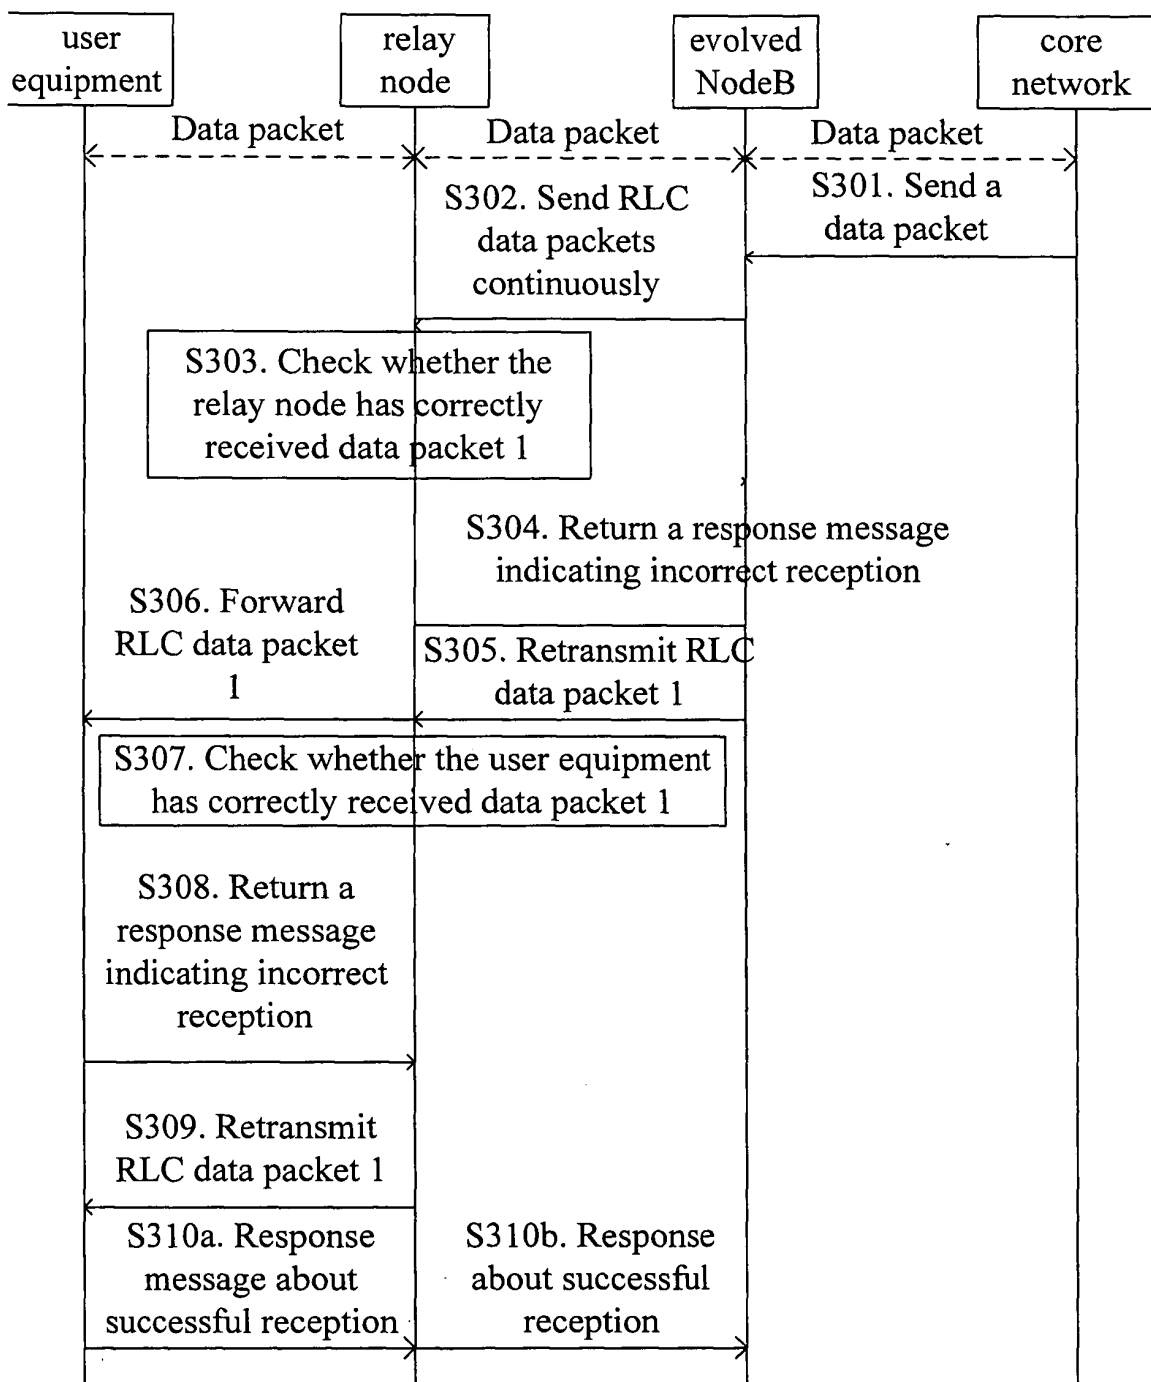 user
equipment
relay
node
evolved
NodeB
core
network
Data packet
Data packet
Data packet
S301. Send a
data packet
S302. Send RLC
data packets
continuously
S303. Check whether the
relay node has correctly
received data packet 1
S304. Return a response message
indicating incorrect reception
S306. Forward
RLC data packet
1
S305. Retransmit RLC
data packet 1
S307. Check whether the user equipment
has correctly received data packet 1
S308. Return a
response message
indicating incorrect
reception
S309. Retransmit
RLC data packet 1
S310a. Response
message about
successful reception
S310b. Response
about successful
reception